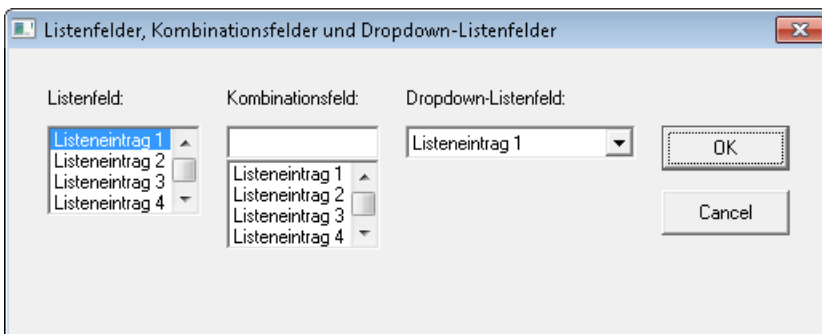 Listenfelder, Kombinationsfelder und Dropdown-Listenfelder
Listenfeld:
Listeneintrag 1
Listeneintrag 2
Listeneintrag 3
Listeneintrag 4
Kombinationsfeld:
Listeneintrag 1
Listeneintrag 2
Listeneintrag 3
Listeneintrag 4
Dropdown-Listenfeld:
Listeneintrag 1
OK
Cancel